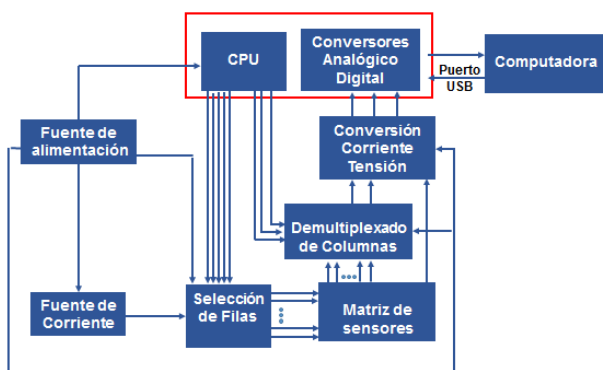 CPU
Conversores
Analógico
Digital
Computadora
Puerto
USB
Fuente de
alimentación
Conversión
Corriente
Tensión
Demultiplexado
de Columnas
Fuente de
Corriente
Selección
de Filas
Matriz de
sensores